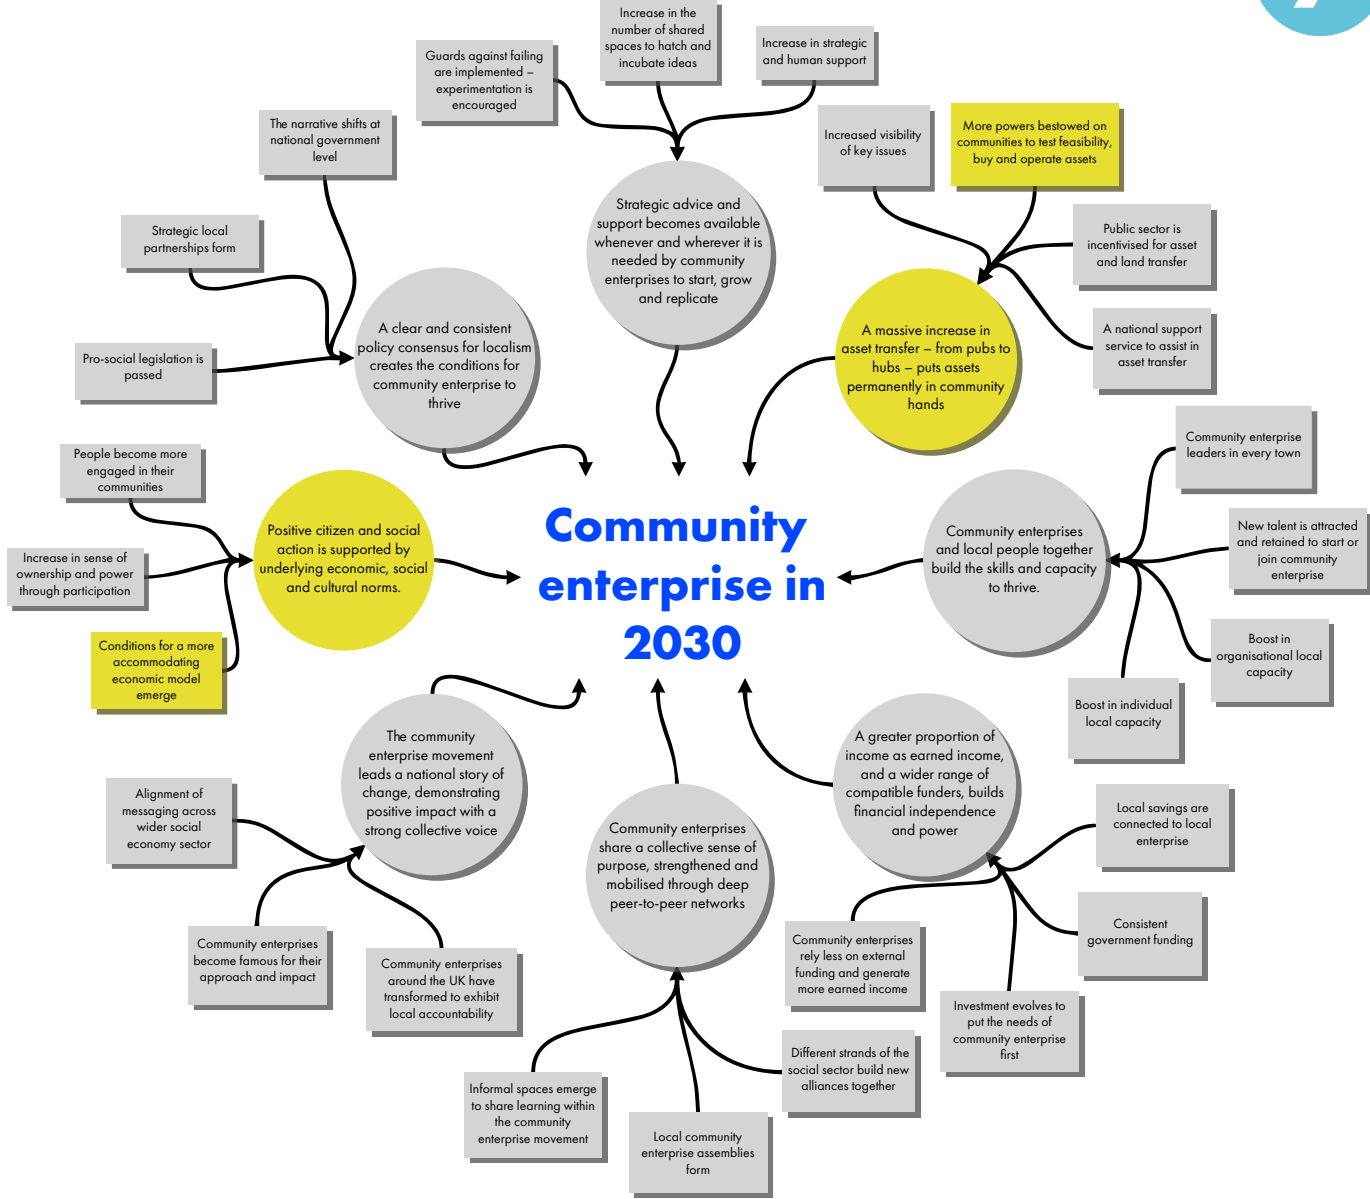 Increase in the
number of shared
spaces to hatch and
incubate ideas
Guards against failing
are implemented –
experimentation is
encouraged
Increase in strategic
and human support
The narrative shifts at
national government
level
Increased visibility
of key issues
More powers bestowed on
communities to test feasibility,
buy and operate assets
Strategic local
partnerships form
Strategic advice and
support becomes available
whenever and wherever it is
needed by community
enterprises to start, grow
and replicate
Public sector is
incentivised for asset
and land transfer
Pro-social legislation is
passed
A clear and consistent
policy consensus for localism
creates the conditions for
community enterprise to
thrive
A massive increase in
asset transfer – from pubs to
hubs – puts assets
permanently in community
hands
A national support
service to assist in
asset transfer
People become more
engaged in their
communities
Community enterprise
leaders in every town
Increase in sense of
ownership and power
through participation
Positive citizen and social
action is supported by
underlying economic, social
and cultural norms.
Community
enterprise in
2030
Community enterprises
and local people together
build the skills and capacity
to thrive.
New talent is attracted
and retained to start or
join community
enterprise
Conditions for a more
accommodating
economic model
emerge
Boost in
organisational local
capacity
Boost in individual
local capacity
The community
enterprise movement
leads a national story of
change, demonstrating
positive impact with a
strong collective voice
A greater proportion of
income as earned income,
and a wider range of
compatible funders, builds
financial independence
and power
Alignment of
messaging across
wider social
economy sector
Community enterprises
share a collective sense of
purpose, strengthened and
mobilised through deep
peer-to-peer networks
Local savings are
connected to local
enterprise
Community enterprises
become famous for their
approach and impact
Community enterprises
around the UK have
transformed to exhibit
local accountability
Community enterprises
rely less on external
funding and generate
more earned income
Consistent
government funding
Investment evolves to
put the needs of
community enterprise
first
Informal spaces emerge
to share learning within
the community
enterprise movement
Local community
enterprise assemblies
form
Different strands of the
social sector build new
alliances together